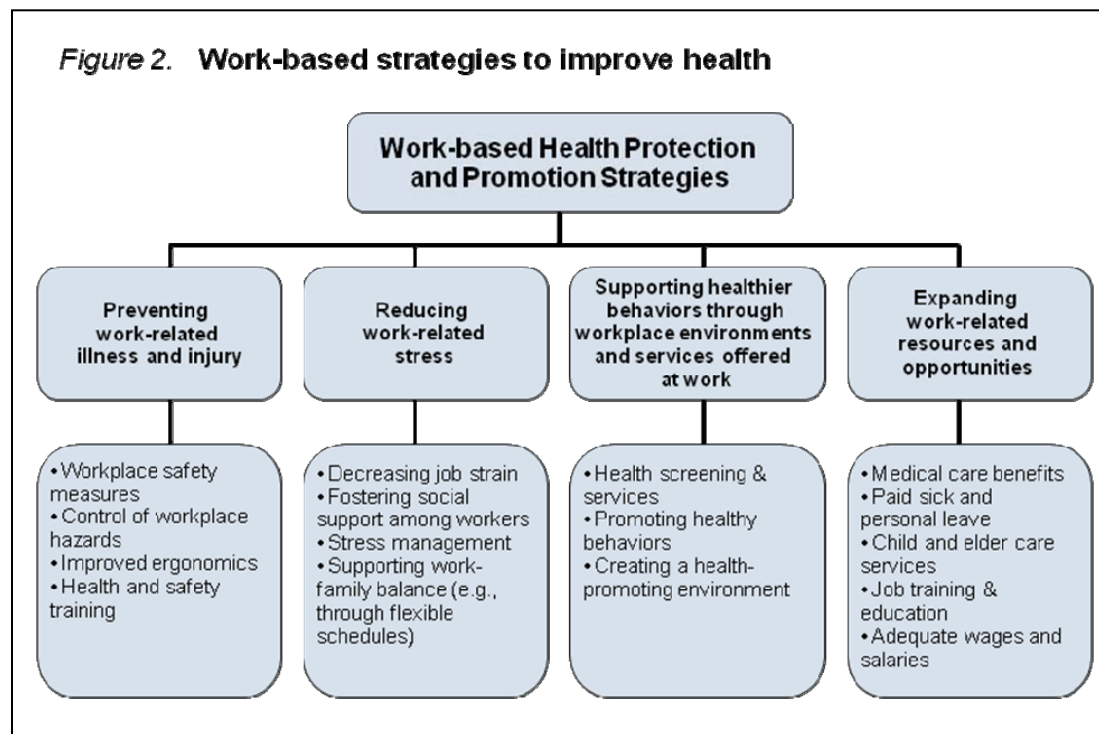 Figure 2. Work-based strategies to improve health
Work-based Health Protection
and Promotion Strategies
Preventing
work-related
illness and injury
Reducing
work-related
stress
Supporting healthier
behaviors through
workplace environments
and services offered
at work
Expanding
work-related
resources and
opportunities
•Workplace safety
measures
•Control of workplace
hazards
•Improved ergonomics
•Health and safety
training
•Decreasing job strain
•Fostering social
support among workers
•Stress management
•Supporting work-
family balance (e.g.,
through flexible
schedules)
•Health screening &
services
•Promoting healthy
behaviors
•Creating a health-
promoting environment
•Medical care benefits
•Paid sick and
personal leave
•Child and elder care
services
•Job training &
education
•Adequate wages and
salaries